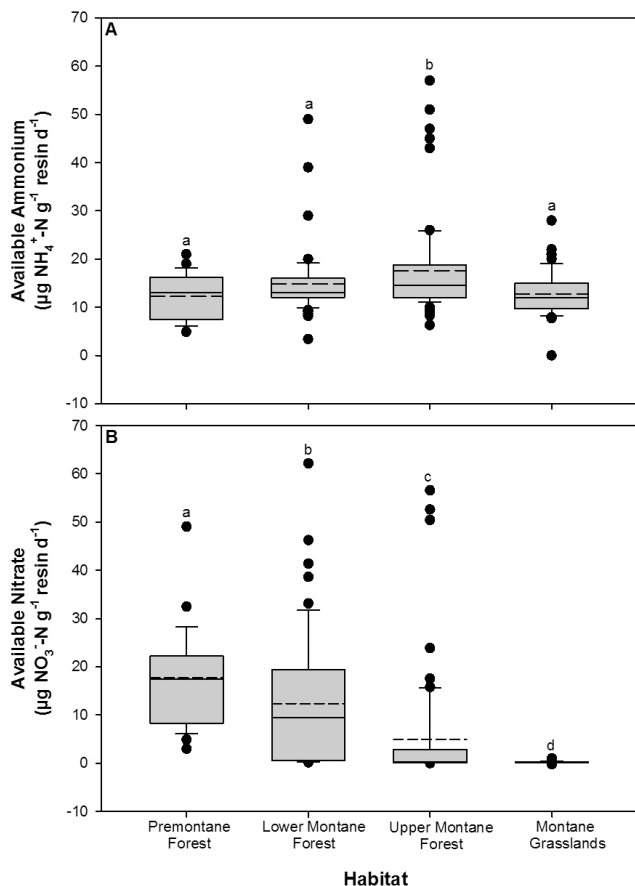 A
Available Ammonium
(µg NH₄⁺-N g⁻¹ resin d⁻¹)
70
60
50
40
30
20
10
0
-10
a
a
b
a
B
Available Nitrate
(µg NO₃⁻-N g⁻¹ resin d⁻¹)
70
60
50
40
30
20
10
0
-10
a
b
c
d
Premontane
Forest
Lower Montane
Forest
Upper Montane
Forest
Montane
Grasslands
Habitat